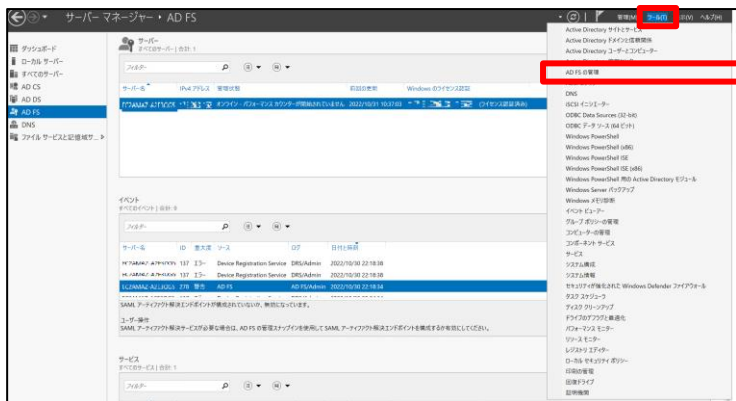 サーバー マネージャー ・ AD FS
管理(M) ツール(T) 表示(V) ヘルプ(H)
ダッシュボード
ローカル サーバー
すべてのサーバー
AD CS
AD DS
AD FS
DNS
ファイル サービスと記憶域サ...
サーバー
すべてのサーバー | 合計: 1
フィルター
サーバー名 IPv4 アドレス 管理状態 前回の更新 Windows のライセンス認証
オンライン - パフォーマンス カウンターが開始されていません 2022/10/31 10:37:03 (ライセンス認証済み)
イベント
すべてのイベント | 合計: 8
フィルター
サーバー名 ID 重大度 ソース ログ 日付と時刻
137 エラー Device Registration Service DRS/Admin 2022/10/30 22:18:38
137 エラー Device Registration Service DRS/Admin 2022/10/30 22:18:38
278 警告 AD FS AD FS/Admin 2022/10/30 22:18:34
SAML アーティファクト解決エンドポイントが構成されていないか、無効になっています。
ユーザー操作
SAML アーティファクト解決サービスが必要な場合は、AD FS の管理スナップインを使用して SAML アーティファクト解決エンドポイントを構成するか有効にしてください。
サービス
すべてのサービス | 合計: 1
フィルター
Active Directory サイトとサービス
Active Directory ドメインと信頼関係
Active Directory ユーザーとコンピューター
AD FS の管理
DNS
iSCSI イニシエーター
ODBC Data Sources (32-bit)
ODBC データ ソース (64 ビット)
Windows PowerShell
Windows PowerShell (x86)
Windows PowerShell ISE
Windows PowerShell ISE (x86)
Windows PowerShell 用の Active Directory モジュール
Windows Server バックアップ
Windows メモリ診断
イベント ビューアー
グループ ポリシーの管理
コンピューターの管理
コンポーネント サービス
サービス
システム構成
システム情報
セキュリティが強化された Windows Defender ファイアウォール
タスク スケジューラ
ディスク クリーンアップ
ドライブのデフラグと最適化
パフォーマンス モニター
リソース モニター
レジストリ エディター
ローカル セキュリティ ポリシー
印刷の管理
回復ドライブ
証明機関